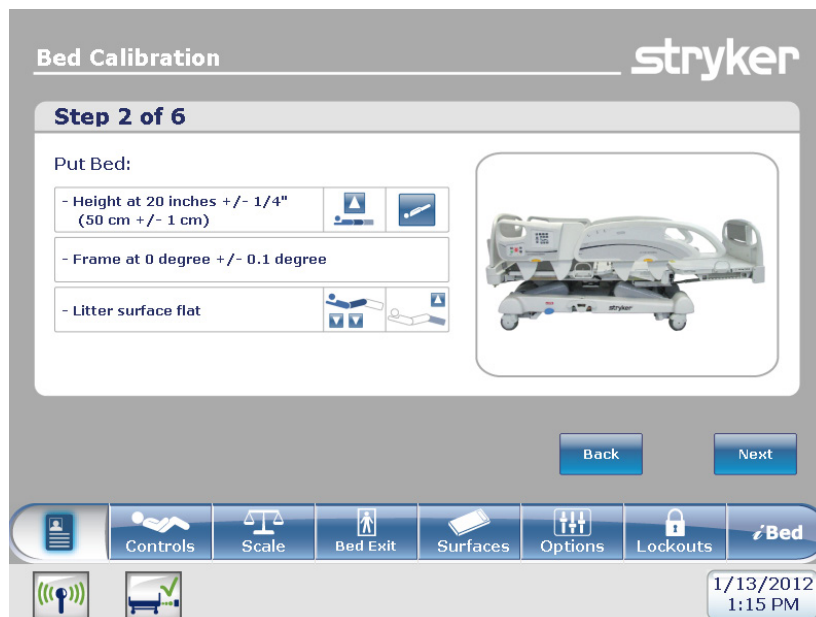 Bed Calibration
stryker
Step 2 of 6
Put Bed:
- Height at 20 inches +/- 1/4"
(50 cm +/- 1 cm)
- Frame at 0 degree +/- 0.1 degree
- Litter surface flat
stryker
Back
Next
Controls
Scale
Bed Exit
Surfaces
Options
Lockouts
iBed
1/13/2012
1:15 PM